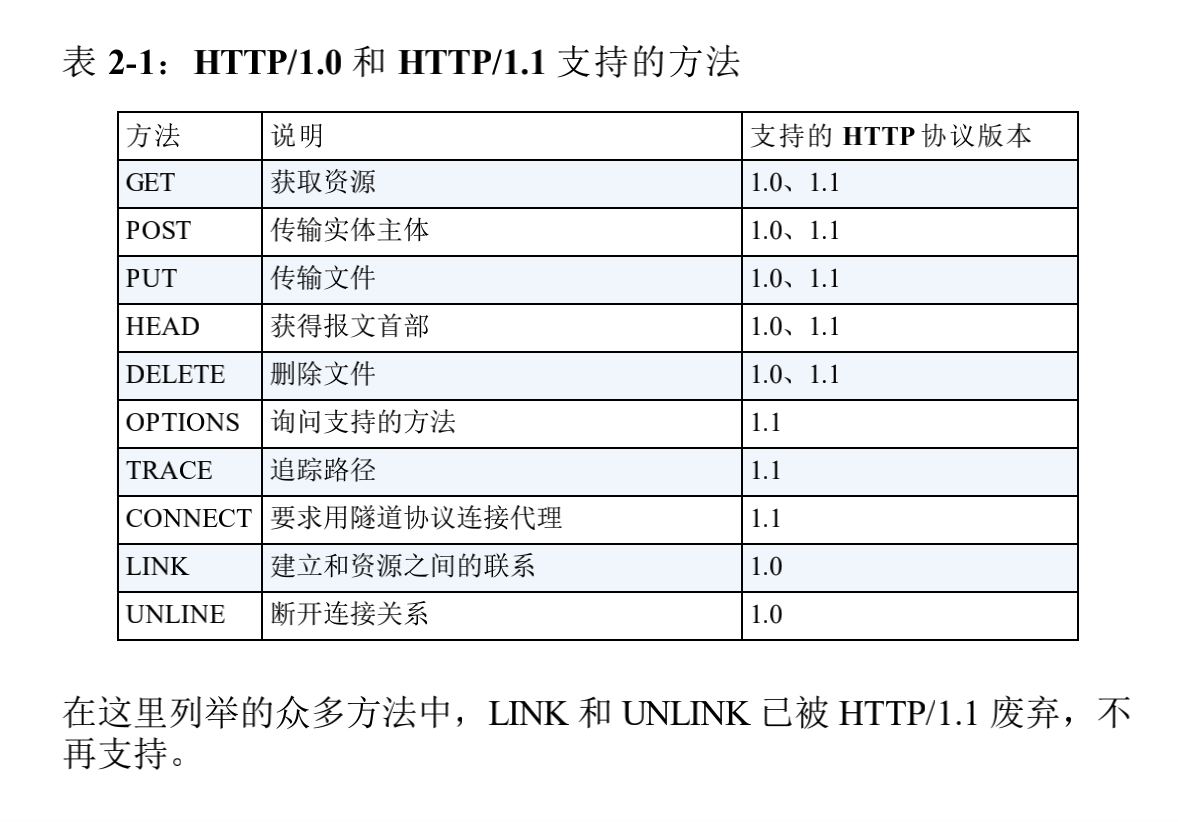 表 2-1：HTTP/1.0 和 HTTP/1.1 支持的方法
方法 说明 支持的 HTTP 协议版本
GET 获取资源 1.0、1.1
POST 传输实体主体 1.0、1.1
PUT 传输文件 1.0、1.1
HEAD 获得报文首部 1.0、1.1
DELETE 删除文件 1.0、1.1
OPTIONS 询问支持的方法 1.1
TRACE 追踪路径 1.1
CONNECT 要求用隧道协议连接代理 1.1
LINK 建立和资源之间的联系 1.0
UNLINE 断开连接关系 1.0
在这里列举的众多方法中，LINK 和 UNLINK 已被 HTTP/1.1 废弃，不
再支持。